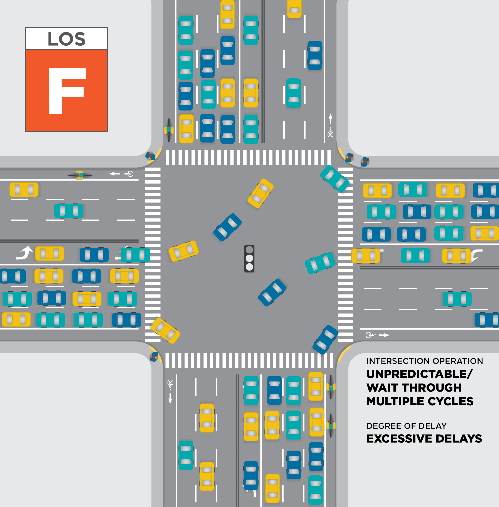 LOS
F
INTERSECTION OPERATION
UNPREDICTABLE/
WAIT THROUGH
MULTIPLE CYCLES
DEGREE OF DELAY
EXCESSIVE DELAYS